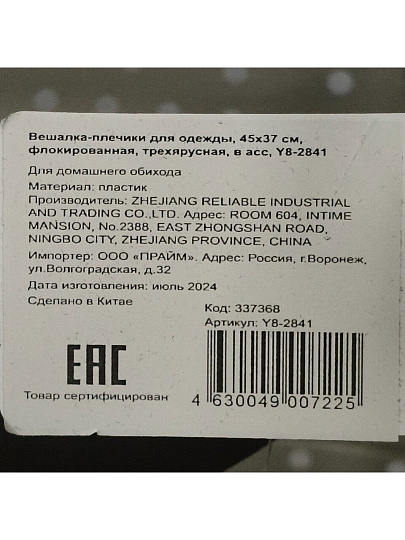 Вешалка-плечики для одежды, 45х37 см,
флокированная, трехярусная, в асс, Y8-2841
Для домашнего обихода
Материал: пластик
Производитель: ZHEJIANG RELIABLE INDUSTRIAL
AND TRADING CO.,LTD. Адрес: ROOM 604, INTIME
MANSION, No.2388, EAST ZHONGSHAN ROAD,
NINGBO CITY, ZHEJIANG PROVINCE, CHINA
Импортер: ООО «ПРАЙМ». Адрес: Россия, г.Воронеж,
ул.Волгоградская, д.32
Дата изготовления: июль 2024
Сделано в Китае
Код: 337368
Артикул: Y8-2841
EAC
Товар сертифицирован
4 630049 007225